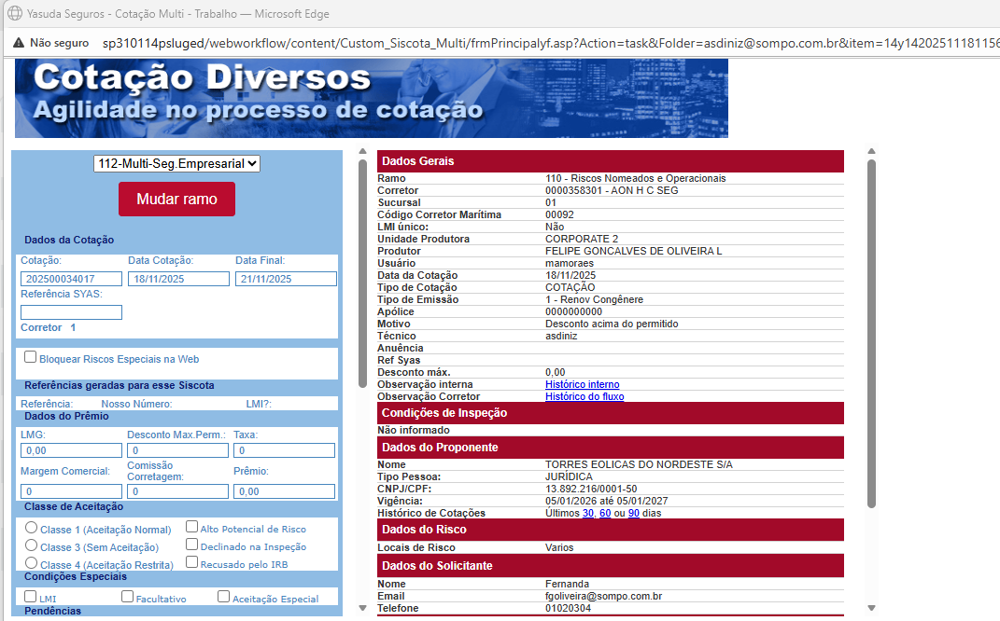 Yasuda Seguros - Cotação Multi - Trabalho — Microsoft Edge
Não seguro sp310114psluged/webworkflow/content/Custom_Siscota_Multi/frmPrincipalyf.asp?Action=task&Folder=asdiniz@sompo.com.br&item=14y1420251118115
Cotação Diversos
Agilidade no processo de cotação
112-Multi-Seg.Empresarial
Mudar ramo
Dados da Cotação
Cotação: Data Cotação: Data Final:
202500034017 18/11/2025 21/11/2025
Referência SYAS:
Corretor 1
Bloquear Riscos Especiais na Web
Referências geradas para esse Siscota
Referência: Nosso Número: LMI?:
Dados do Prêmio
LMG: Desconto Max.Perm.: Taxa:
0,00 0 0
Margem Comercial: Comissão Corretagem: Prêmio:
0 0 0,00
Classe de Aceitação
Classe 1 (Aceitação Normal) Alto Potencial de Risco
Classe 3 (Sem Aceitação) Declinado na Inspeção
Classe 4 (Aceitação Restrita) Recusado pelo IRB
Condições Especiais
LMI Facultativo Aceitação Especial
Pendências
Dados Gerais
Ramo 110 - Riscos Nomeados e Operacionais
Corretor 0000358301 - AON H C SEG
Sucursal 01
Código Corretor Marítima 00092
LMI único: Não
Unidade Produtora CORPORATE 2
Produtor FELIPE GONCALVES DE OLIVEIRA L
Usuário mamoraes
Data da Cotação 18/11/2025
Tipo de Cotação COTAÇÃO
Tipo de Emissão 1 - Renov Congênere
Apólice 0000000000
Motivo Desconto acima do permitido
Técnico asdiniz
Anuência
Ref Syas
Desconto máx. 0,00
Observação interna Histórico interno
Observação Corretor Histórico do fluxo
Condições de Inspeção
Não informado
Dados do Proponente
Nome TORRES EOLICAS DO NORDESTE S/A
Tipo Pessoa: JURÍDICA
CNPJ/CPF: 13.892.216/0001-50
Vigência: 05/01/2026 até 05/01/2027
Histórico de Cotações Últimos 30, 60 ou 90 dias
Dados do Risco
Locais de Risco Varios
Dados do Solicitante
Nome Fernanda
Email fgoliveira@sompo.com.br
Telefone 01020304